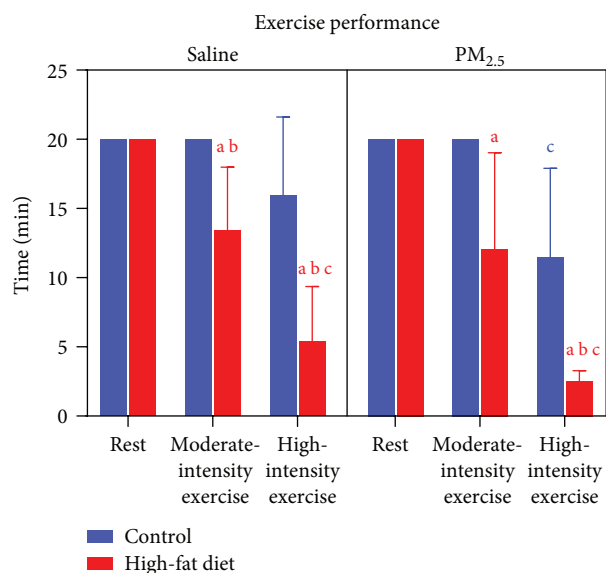 Exercise performance
Saline
PM2.5
25
20
15
10
5
0
Time (min)
a b
a b c
a
c
a b c
Rest
Moderate-
intensity
exercise
High-
intensity
exercise
Rest
Moderate-
intensity
exercise
High-
intensity
exercise
Control
High-fat diet